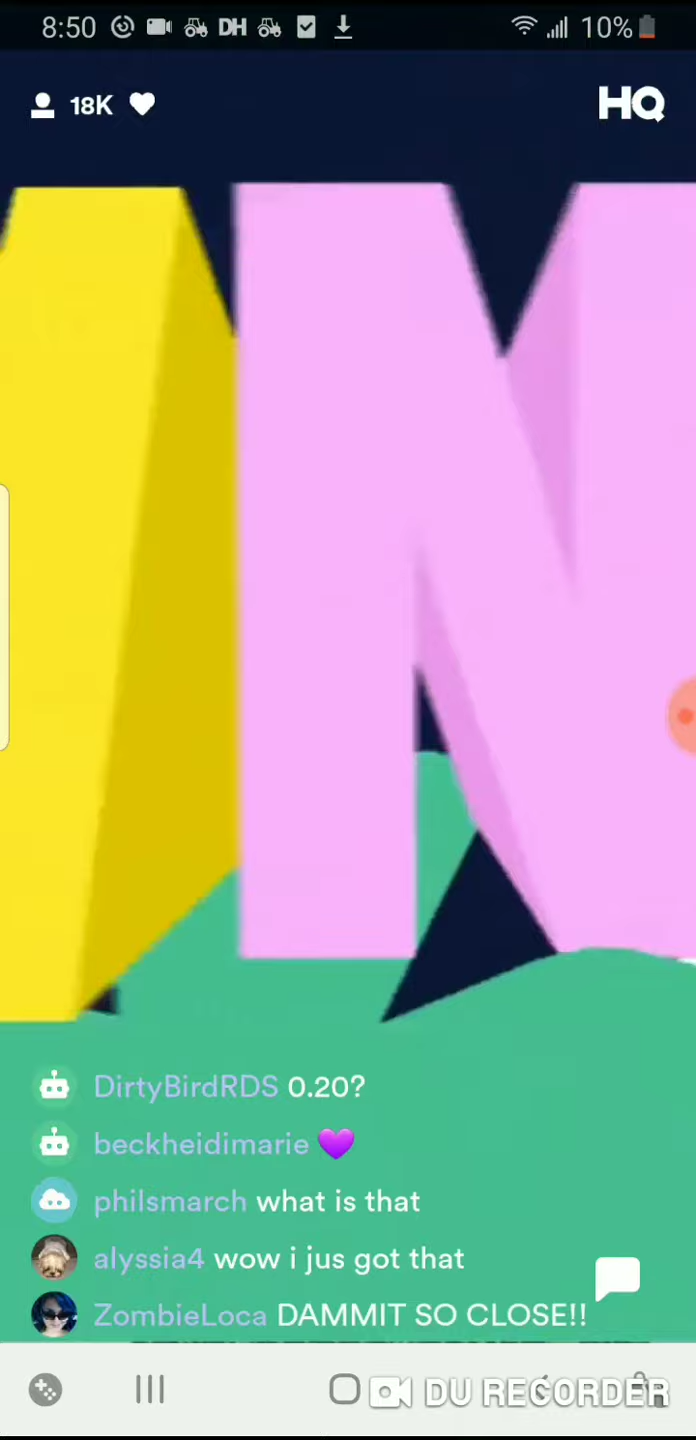 8:50 DH 10%
18K HQ
N
DirtyBirdRDS 0.20?
beckheidimarie 💜
philsmarch what is that
alyssia4 wow i jus got that
ZombieLoca DAMMIT SO CLOSE!!
DU RECORDER